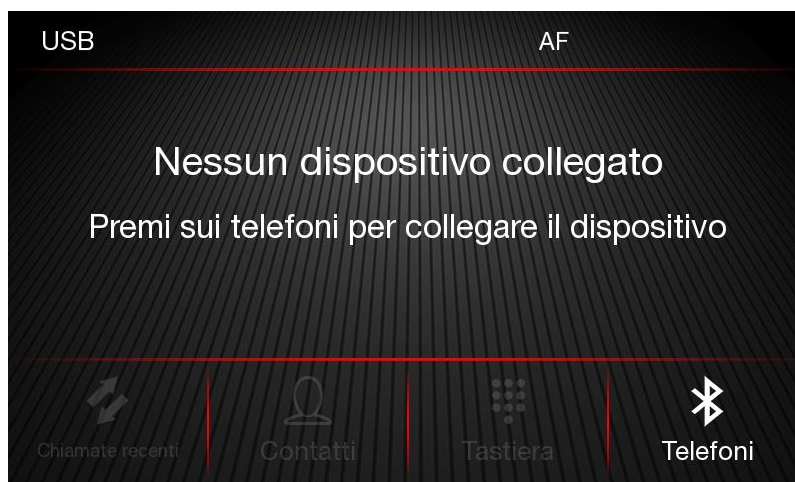 USB AF
Nessun dispositivo collegato
Premi sui telefoni per collegare il dispositivo
Chiamate recenti Contatti Tastiera Telefoni